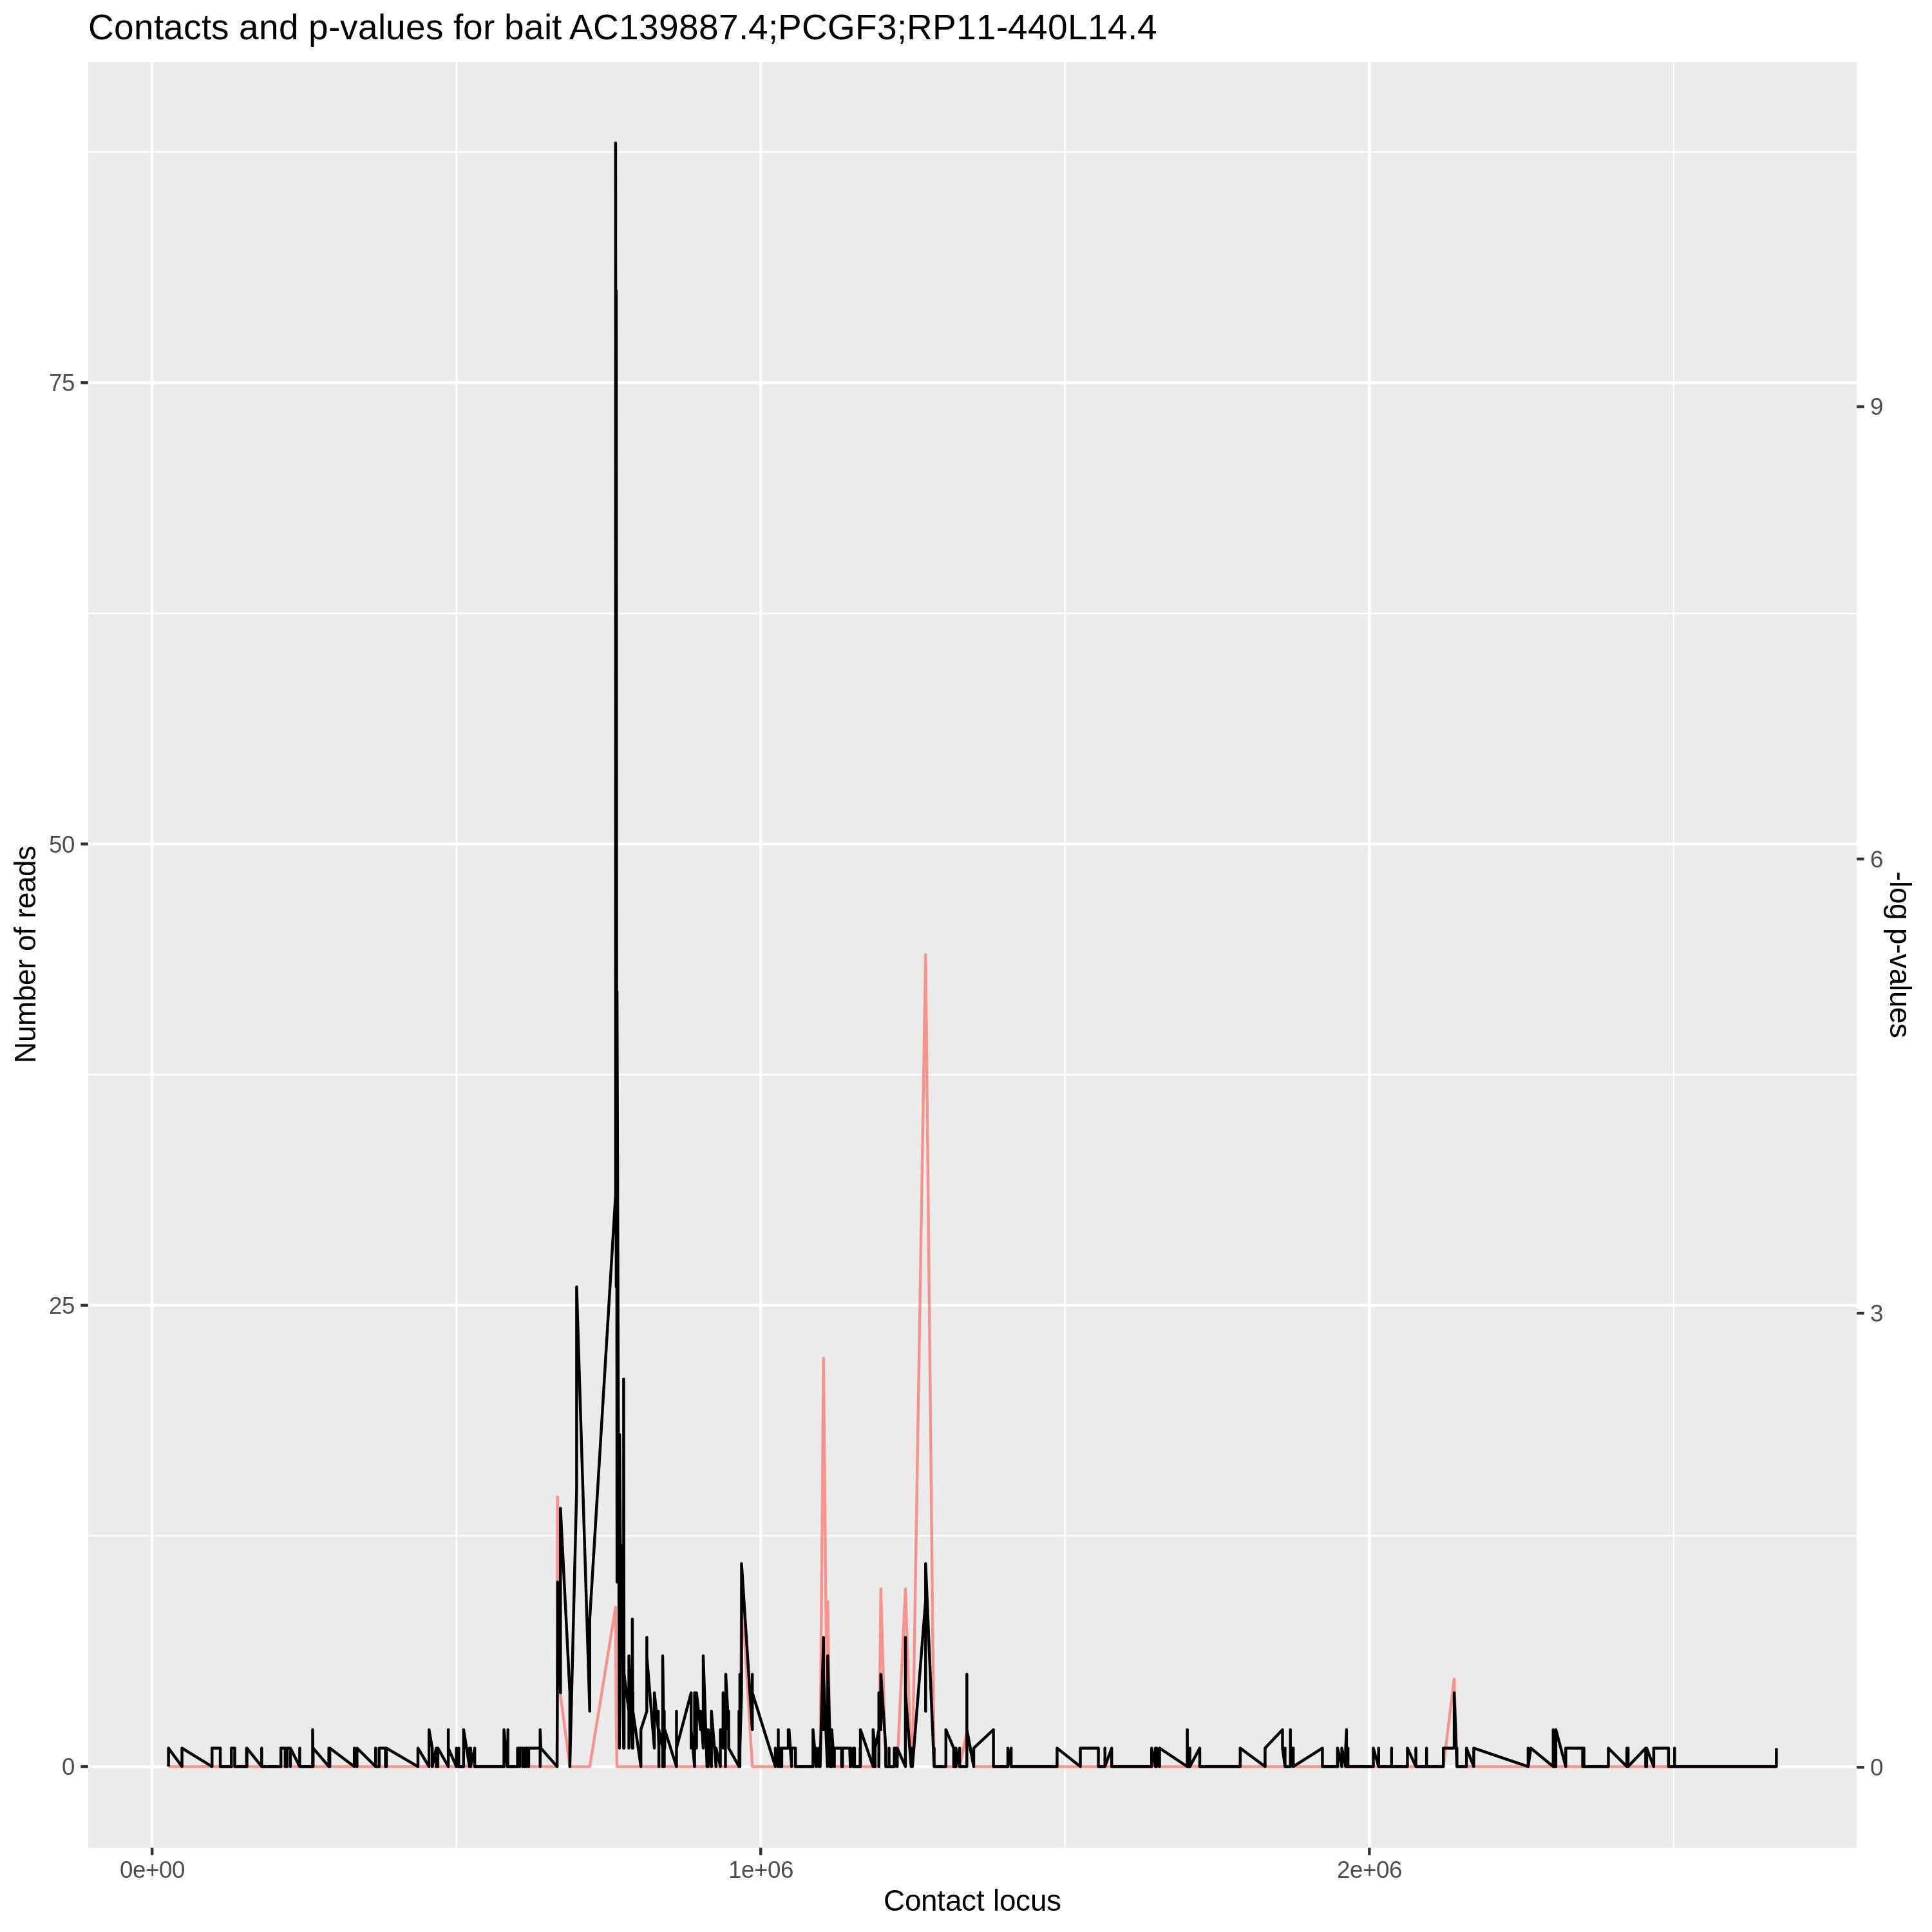 Contacts and p-values for bait AC139887.4;PCGF3;RP11-440L14.4
75
50
25
0
Number of reads
9
6
3
0
-log p-values
0e+00 1e+06 2e+06
Contact locus